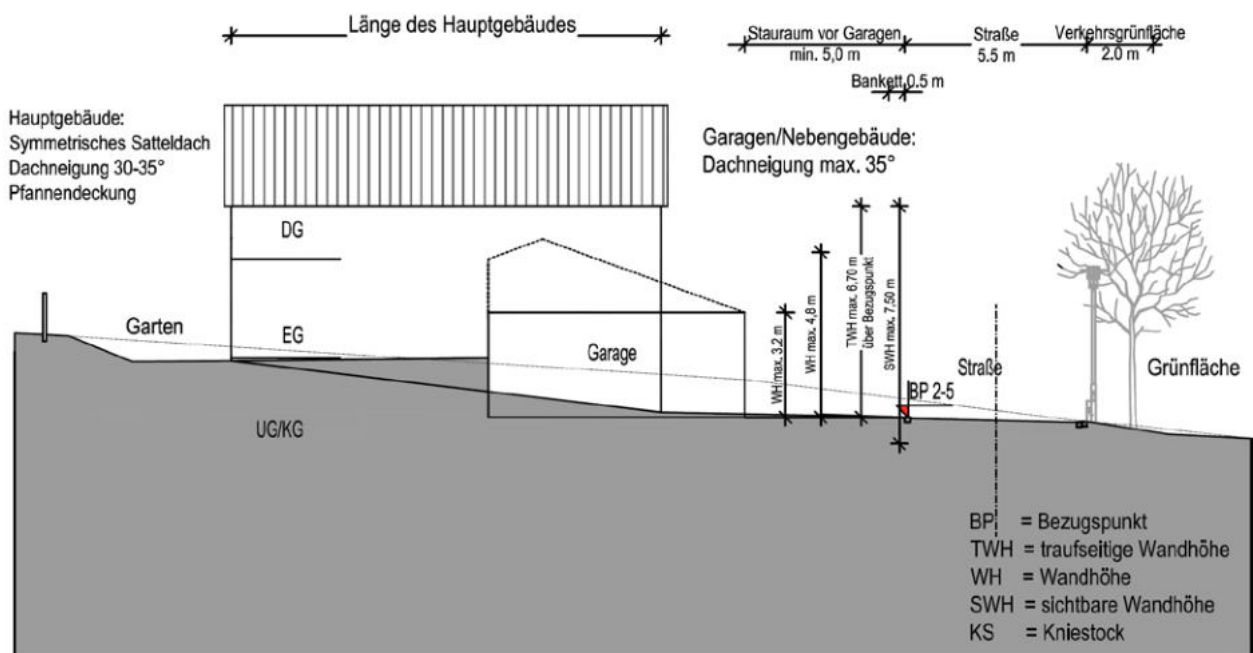 Länge des Hauptgebäudes
Stauraum vor Garagen
min. 5,0 m
Straße
5.5 m
Verkehrsgrünfläche
2.0 m
Bankett 0.5 m
Hauptgebäude:
Symmetrisches Satteldach
Dachneigung 30-35°
Pfannendeckung
Garagen/Nebengebäude:
Dachneigung max. 35°
DG
Garten
EG
Garage
WH max. 3,2 m
WH max. 4,8 m
TWH max. 6,70 m
über Bezugspunkt
SWH max. 7,50 m
BP 2-5
Straße
Grünfläche
UG/KG
BP = Bezugspunkt
TWH = traufseitige Wandhöhe
WH = Wandhöhe
SWH = sichtbare Wandhöhe
KS = Kniestock